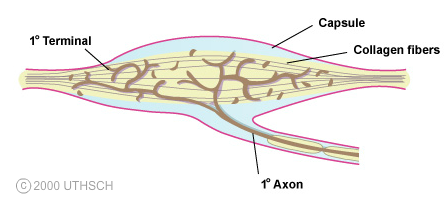 Capsule
1° Terminal
Collagen fibers
1° Axon
© 2000 UTHSCH